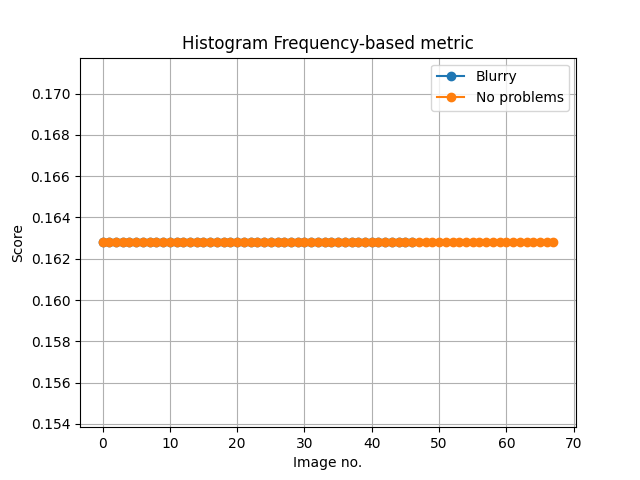 Histogram Frequency-based metric
Blurry
No problems
0.170
0.168
0.166
0.164
0.162
0.160
0.158
0.156
0.154
Score
0 10 20 30 40 50 60 70
Image no.